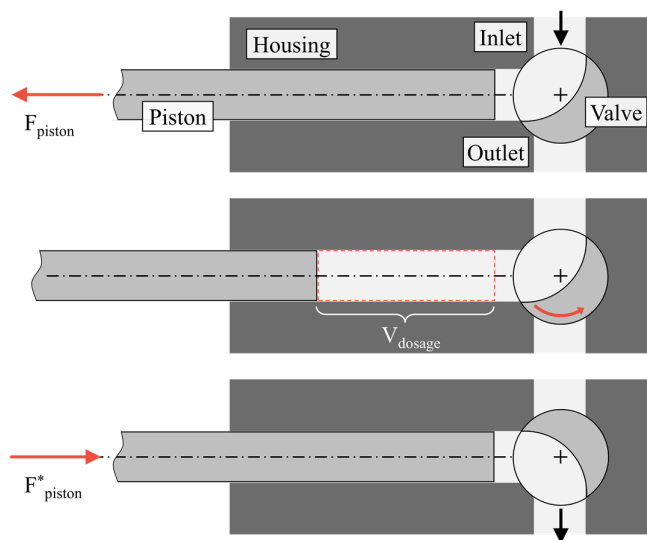 Housing
Inlet
F_piston
Piston
Valve
Outlet
V_dosage
F*_piston